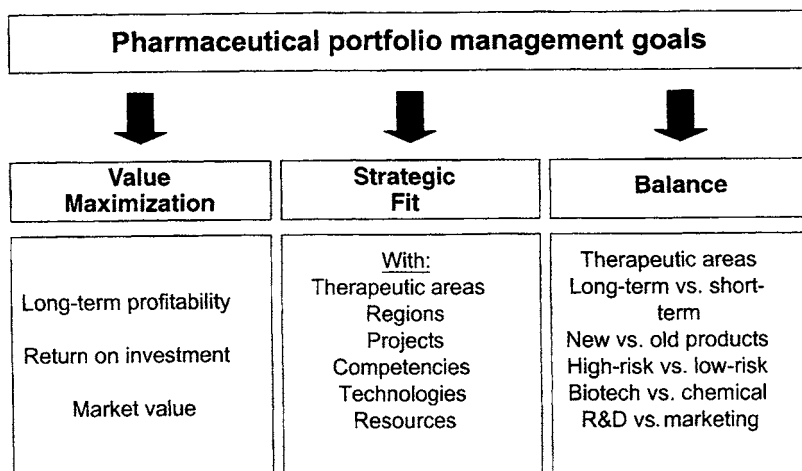 Pharmaceutical portfolio management goals
Value
Maximization
Long-term profitability
Return on investment
Market value
Strategic
Fit
With:
Therapeutic areas
Regions
Projects
Competencies
Technologies
Resources
Balance
Therapeutic areas
Long-term vs. short-
term
New vs. old products
High-risk vs. low-risk
Biotech vs. chemical
R&D vs. marketing